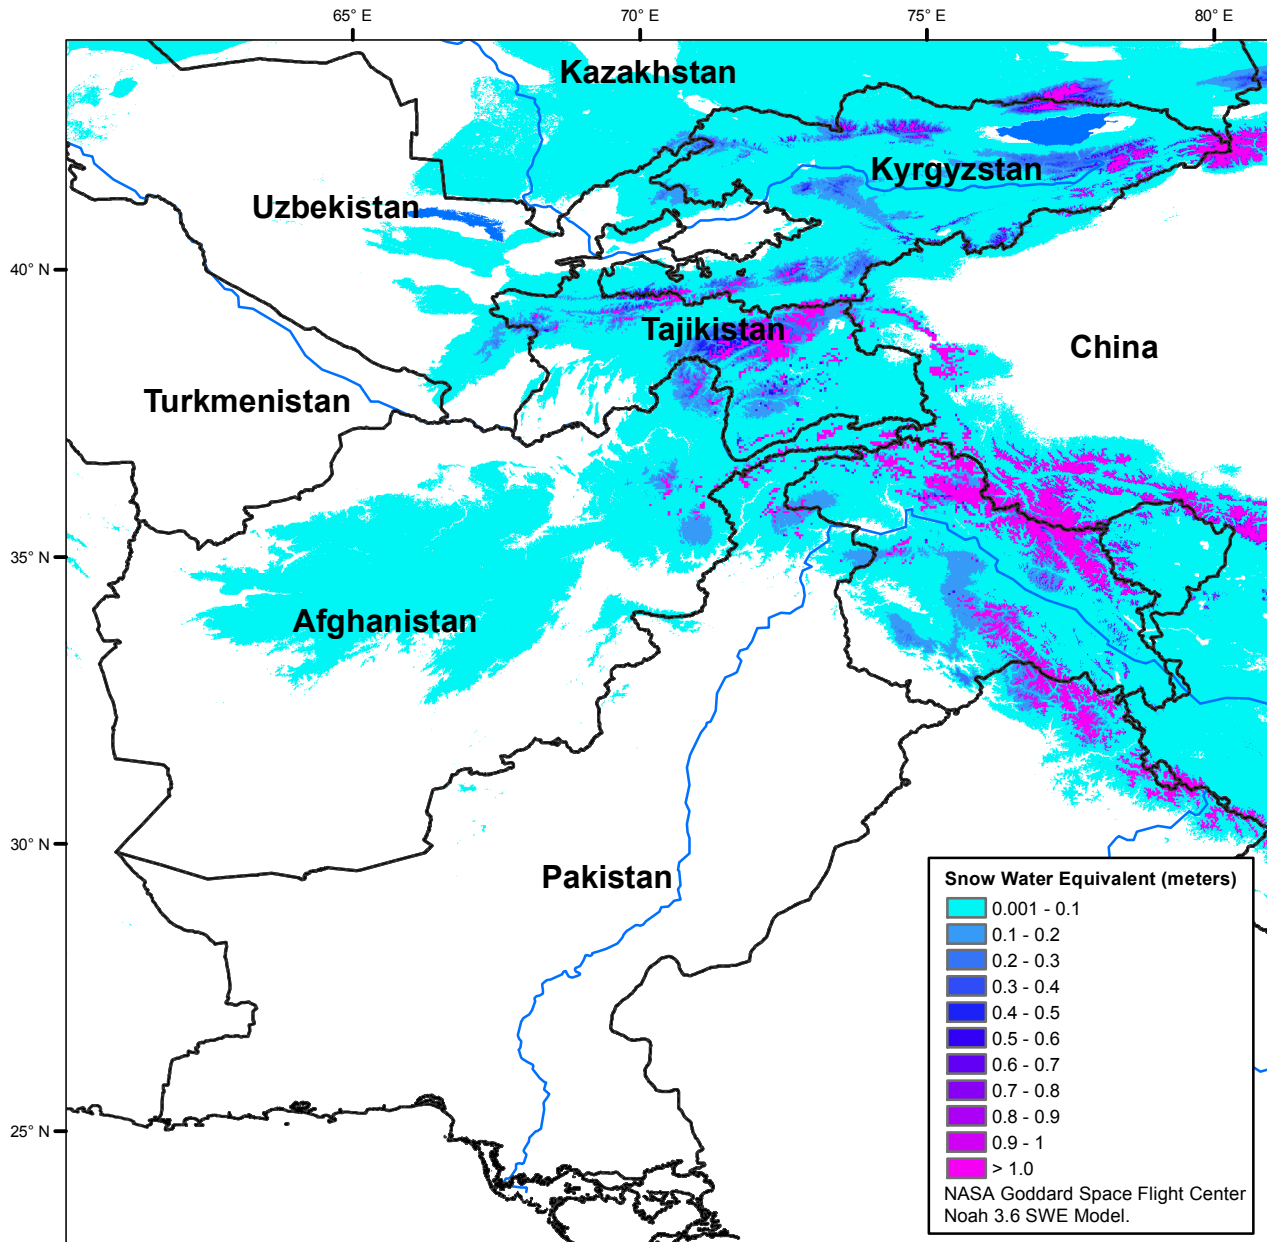 65° E
70° E
75° E
80° E
Kazakhstan
Kyrgyzstan
Uzbekistan
40° N
Tajikistan
China
Turkmenistan
35° N
Afghanistan
30° N
Pakistan
25° N
Snow Water Equivalent (meters)
0.001 - 0.1
0.1 - 0.2
0.2 - 0.3
0.3 - 0.4
0.4 - 0.5
0.5 - 0.6
0.6 - 0.7
0.7 - 0.8
0.8 - 0.9
0.9 - 1
> 1.0
NASA Goddard Space Flight Center
Noah 3.6 SWE Model.